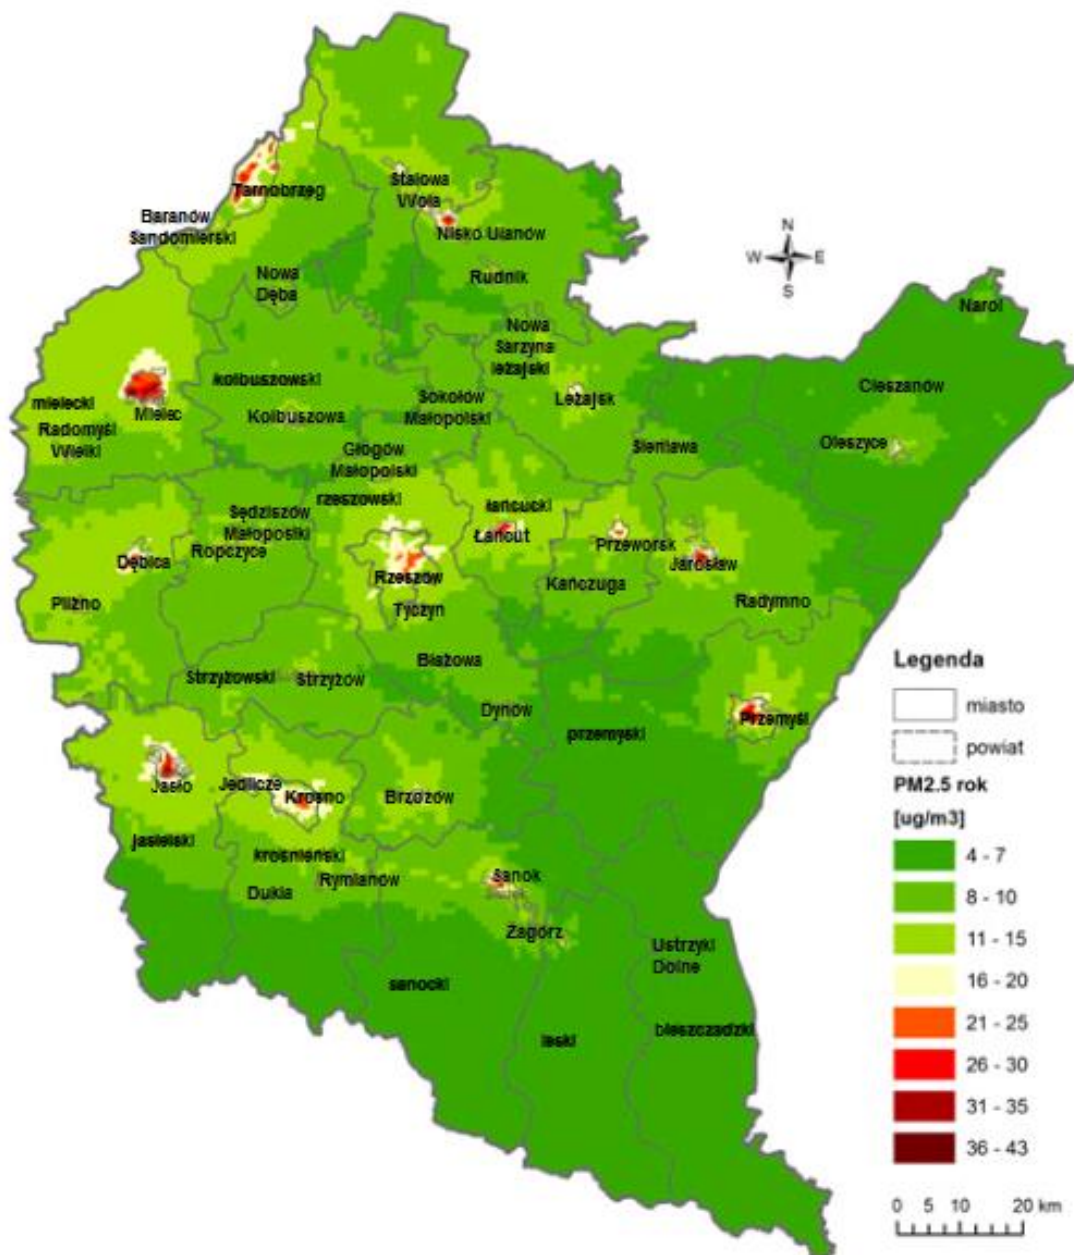 Tarnobrzeg
Stalowa
Wola
Baranów
Sandomierski
Nisko Ulanów
N
W E
S
Nowa
Dęba
Rudnik
Narol
Nowa
Sarzyna
leżajski
kolbuszowski
Cieszanów
mielecki
Mielec
Kolbuszowa
Sokołów
Małopolski
Leżajsk
Radomyśl
Wielki
Oleszyce
Głogów
Małopolski
Sieniawa
rzeszowski
łańcucki
Sędziszów
Małopolski
Łańcut
Przeworsk
Ropczyce
Dębica
Jarosław
Rzeszów
Kańczuga
Pilzno
Tyczyn
Radymno
Błażowa
Strzyżowski
Strzyżów
Dynów
przemyski
Przemyśl
Jasło
Jedlicze
Krosno
Brzozów
jasielski
krośnieński
Rymanów
Dukla
Sanok
Zagórz
Ustrzyki
Dolne
sanocki
leski
bieszczadzki
Legenda
miasto
powiat
PM2.5 rok
[ug/m3]
4 - 7
8 - 10
11 - 15
16 - 20
21 - 25
26 - 30
31 - 35
36 - 43
0 5 10 20 km